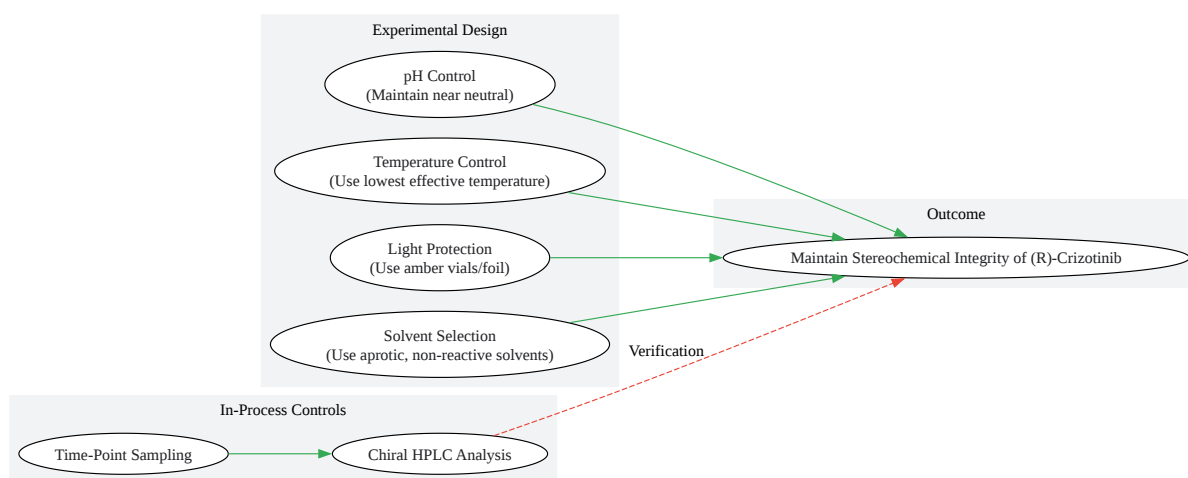 Experimental Design
pH Control
(Maintain near neutral)
Temperature Control
(Use lowest effective temperature)
Light Protection
(Use amber vials/foil)
Solvent Selection
(Use aprotic, non-reactive solvents)
Outcome
Maintain Stereochemical Integrity of (R)-Crizotinib
Verification
In-Process Controls
Time-Point Sampling
Chiral HPLC Analysis